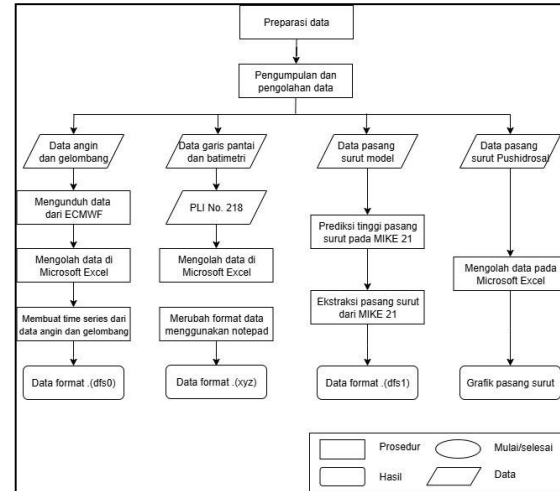 Preparasi data
Pengumpulan dan
pengolahan data
Data angin
dan gelombang
Mengunduh data
dari ECMWF
Mengolah data di
Microsoft Excel
Membuat time series dari
data angin dan gelombang
Data format .(dfs0)
Data garis pantai
dan batimetri
PLI No. 218
Mengolah data di
Microsoft Excel
Merubah format data
menggunakan notepad
Data format .(xyz)
Data pasang
surut model
Prediksi tinggi pasang
surut pada MIKE 21
Ekstraksi pasang surut
dari MIKE 21
Data format .(dfs1)
Data pasang
surut Pushidrosal
Mengolah data pada
Microsoft Excel
Grafik pasang surut
Prosedur
Mulai/selesai
Hasil
Data